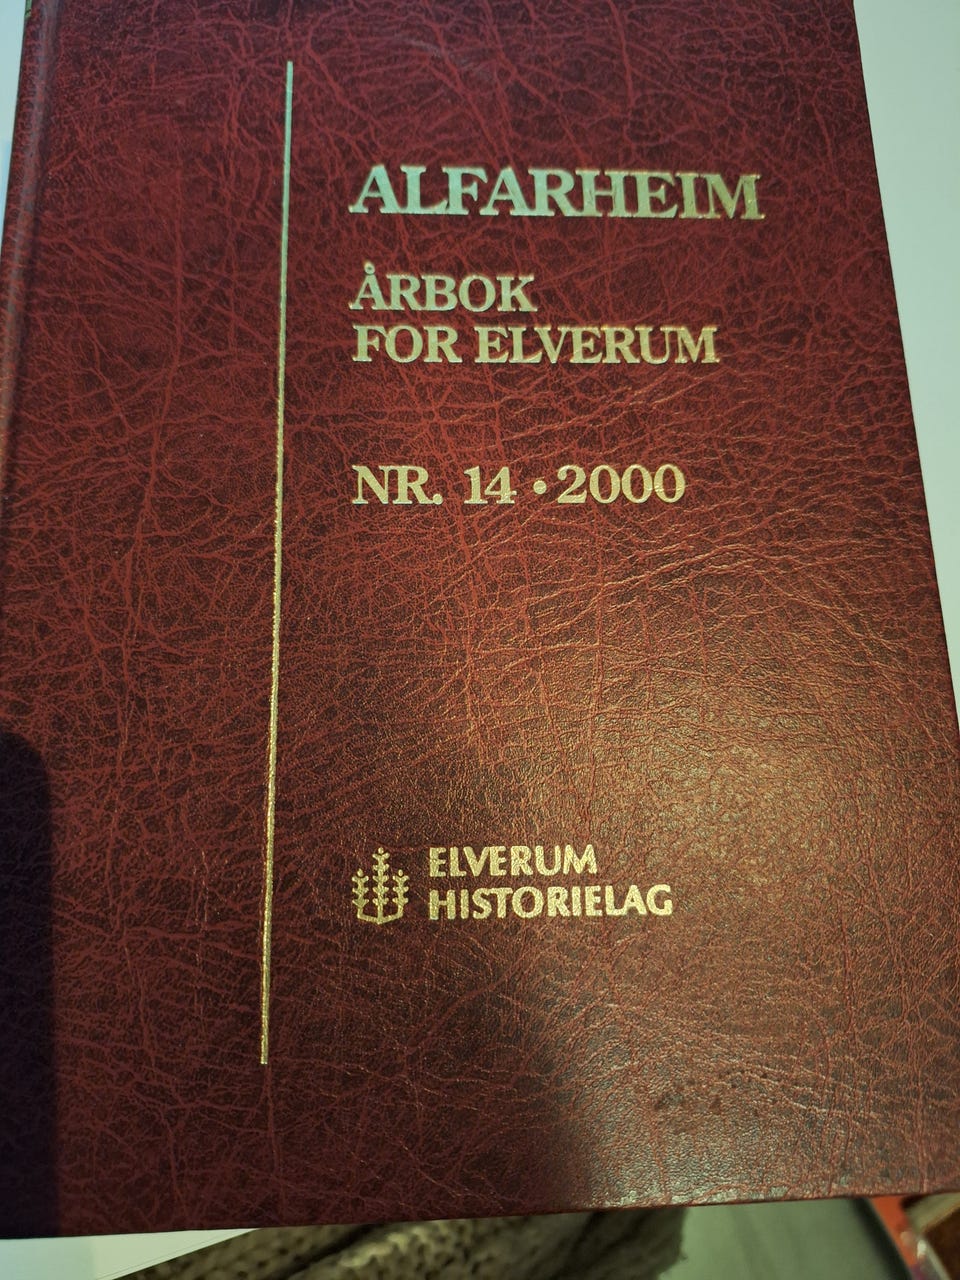 ALFARHEIM
ÅRBOK
FOR ELVERUM
NR. 14 • 2000
ELVERUM
HISTORIELAG